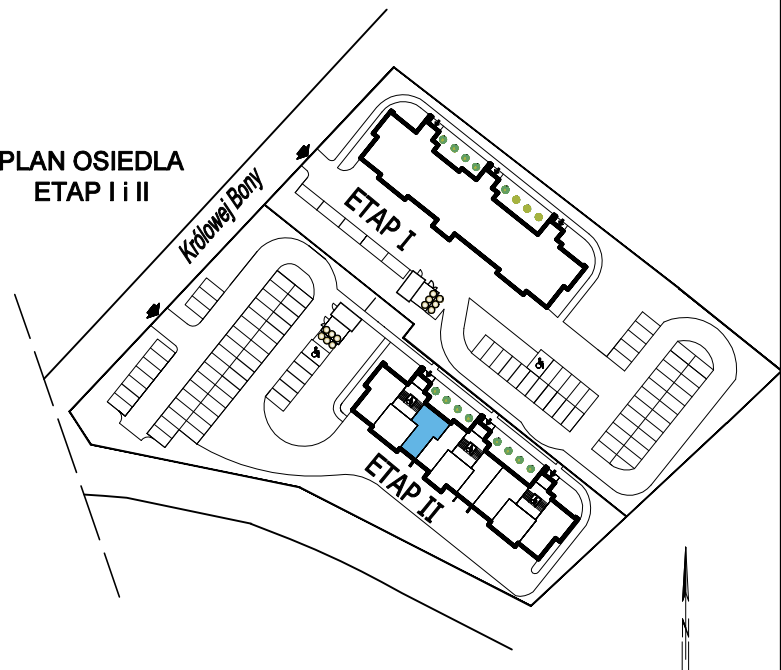 PLAN OSIEDLA
ETAP I i II
Królowej Bony
ETAP I
ETAP II
N